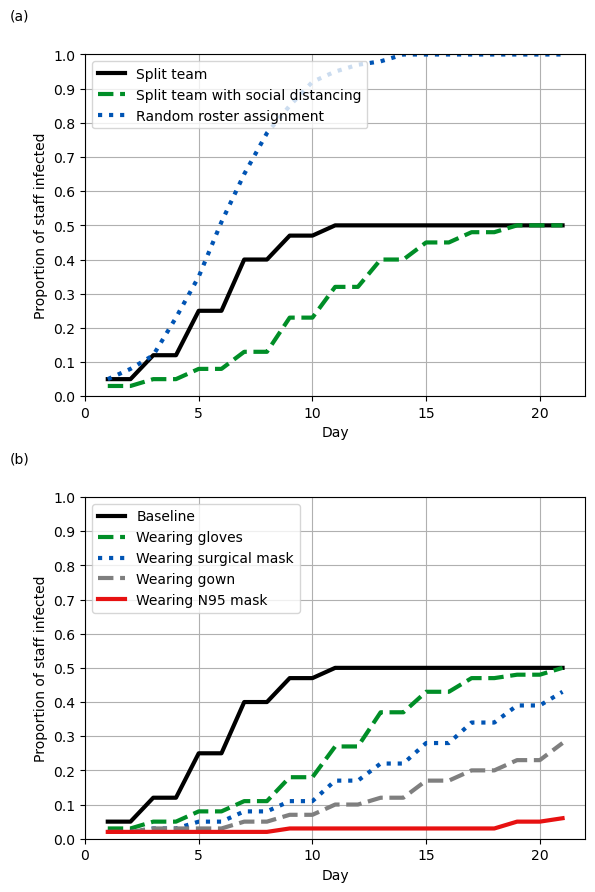 (a)
1.0
0.9
0.8
0.7
0.6
0.5
0.4
0.3
0.2
0.1
0.0
Proportion of staff infected
Split team
Split team with social distancing
Random roster assignment
0 5 10 15 20
Day
(b)
1.0
0.9
0.8
0.7
0.6
0.5
0.4
0.3
0.2
0.1
0.0
Proportion of staff infected
Baseline
Wearing gloves
Wearing surgical mask
Wearing gown
Wearing N95 mask
0 5 10 15 20
Day